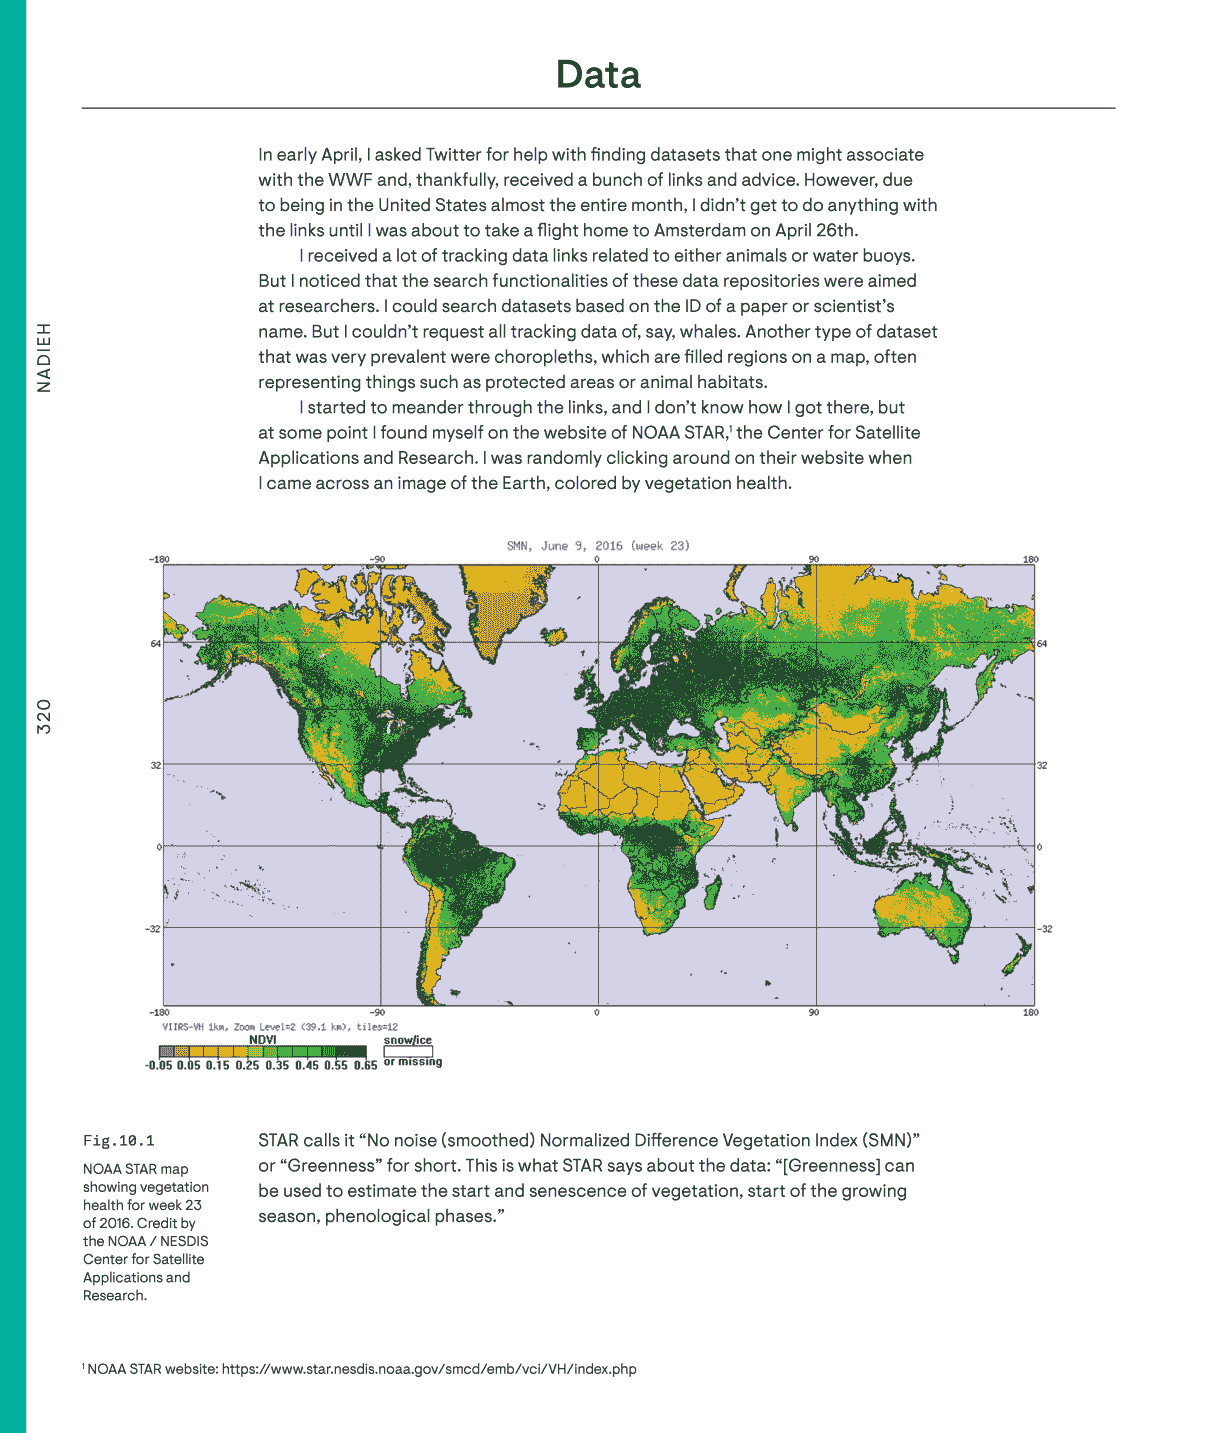 Data
In early April, I asked Twitter for help with finding datasets that one might associate
with the WWF and, thankfully, received a bunch of links and advice. However, due
to being in the United States almost the entire month, I didn’t get to do anything with
the links until I was about to take a flight home to Amsterdam on April 26th.
I received a lot of tracking data links related to either animals or water buoys.
But I noticed that the search functionalities of these data repositories were aimed
at researchers. I could search datasets based on the ID of a paper or scientist’s
name. But I couldn’t request all tracking data of, say, whales. Another type of dataset
that was very prevalent were choropleths, which are filled regions on a map, often
representing things such as protected areas or animal habitats.
I started to meander through the links, and I don’t know how I got there, but
at some point I found myself on the website of NOAA STAR,¹ the Center for Satellite
Applications and Research. I was randomly clicking around on their website when
I came across an image of the Earth, colored by vegetation health.
NADIEH
320
SMN, June 9, 2016 (week 23)
-180 -90 0 90 180
64 64
32 32
0 0
-32 -32
-180 -90 0 90 180
VIIRS-VH 1km, Zoom Level=2 (39.1 km), tiles=12
NDVI snow/ice
-0.05 0.05 0.15 0.25 0.35 0.45 0.55 0.65 or missing
Fig.10.1
NOAA STAR map
showing vegetation
health for week 23
of 2016. Credit by
the NOAA / NESDIS
Center for Satellite
Applications and
Research.
STAR calls it “No noise (smoothed) Normalized Difference Vegetation Index (SMN)”
or “Greenness” for short. This is what STAR says about the data: “[Greenness] can
be used to estimate the start and senescence of vegetation, start of the growing
season, phenological phases.”
¹ NOAA STAR website: https://www.star.nesdis.noaa.gov/smcd/emb/vci/VH/index.php